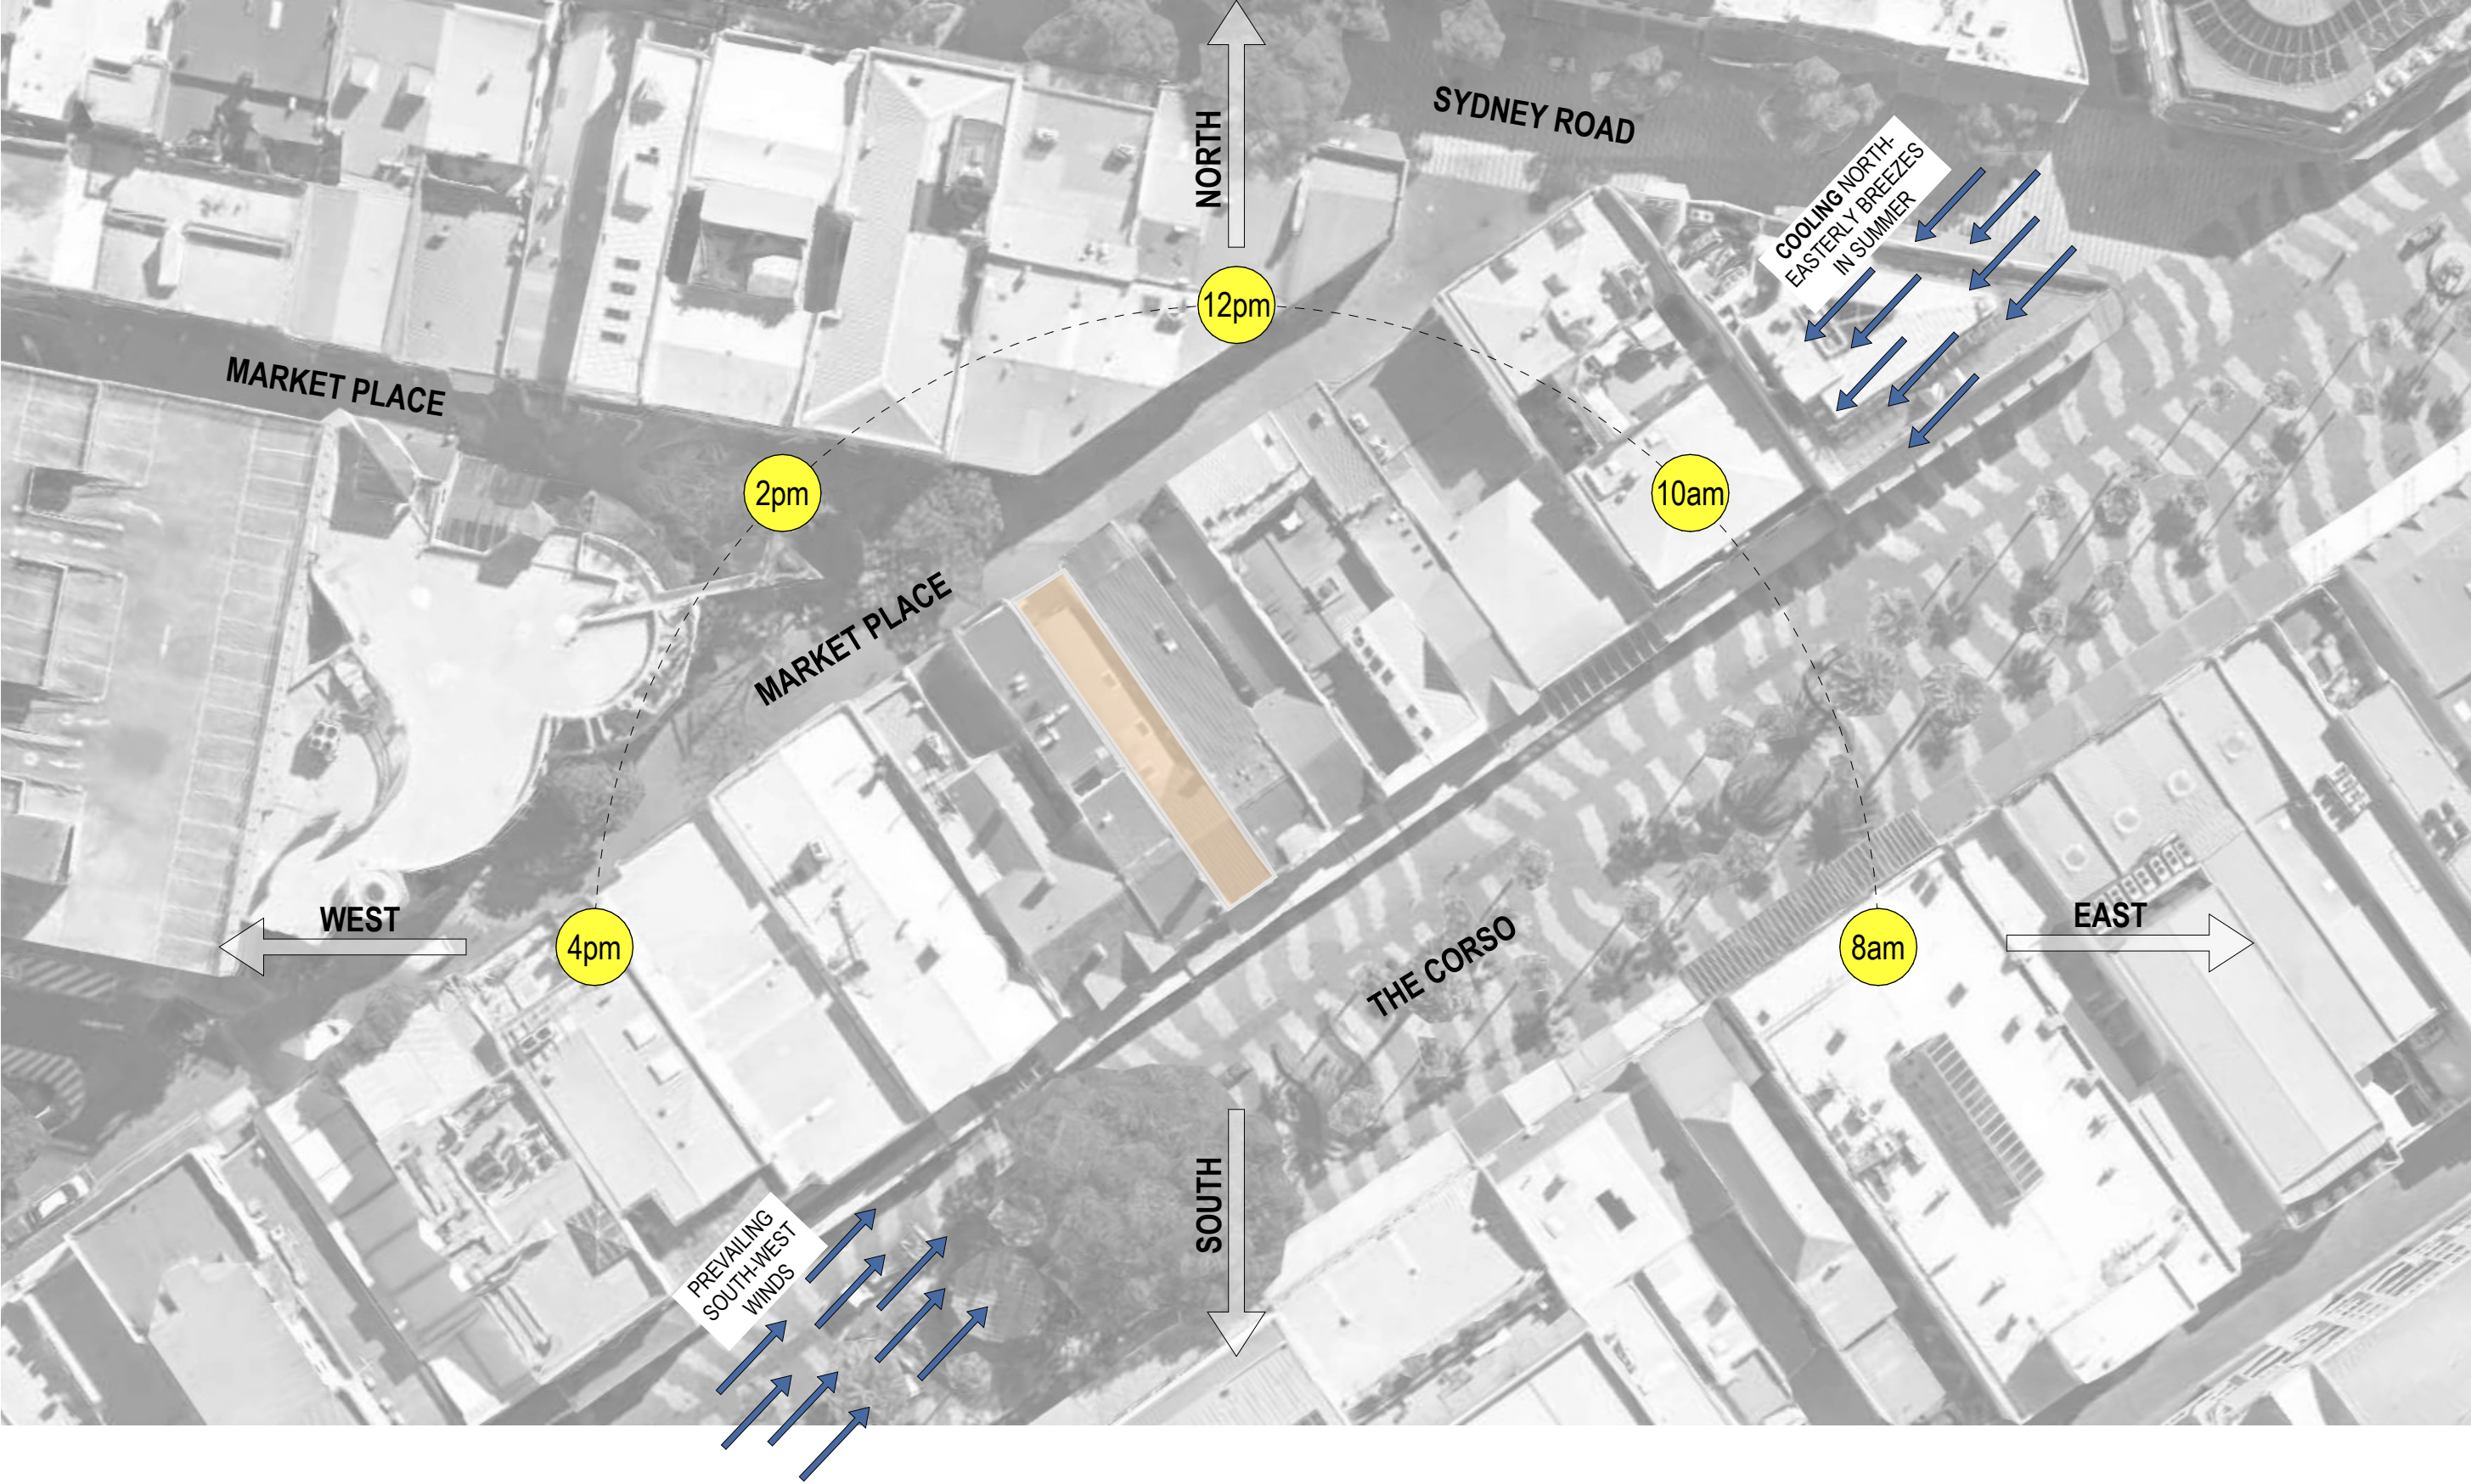 NORTH
SYDNEY ROAD
COOLING NORTH-
EASTERLY BREEZES
IN SUMMER
12pm
MARKET PLACE
2pm
10am
MARKET PLACE
WEST
4pm
THE CORSO
8am
EAST
SOUTH
PREVAILING
SOUTH-WEST
WINDS